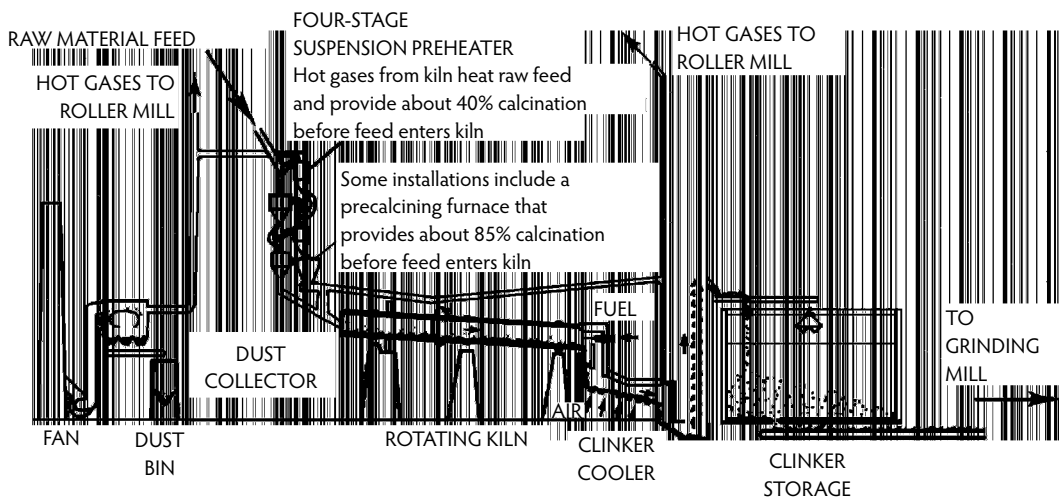 RAW MATERIAL FEED
HOT GASES TO
ROLLER MILL
FOUR-STAGE
SUSPENSION PREHEATER
Hot gases from kiln heat raw feed
and provide about 40% calcination
before feed enters kiln
Some installations include a
precalcining furnace that
provides about 85% calcination
before feed enters kiln
HOT GASES TO
ROLLER MILL
FUEL
TO
GRINDING
MILL
DUST
COLLECTOR
AIR
FAN
DUST
BIN
ROTATING KILN
CLINKER
COOLER
CLINKER
STORAGE